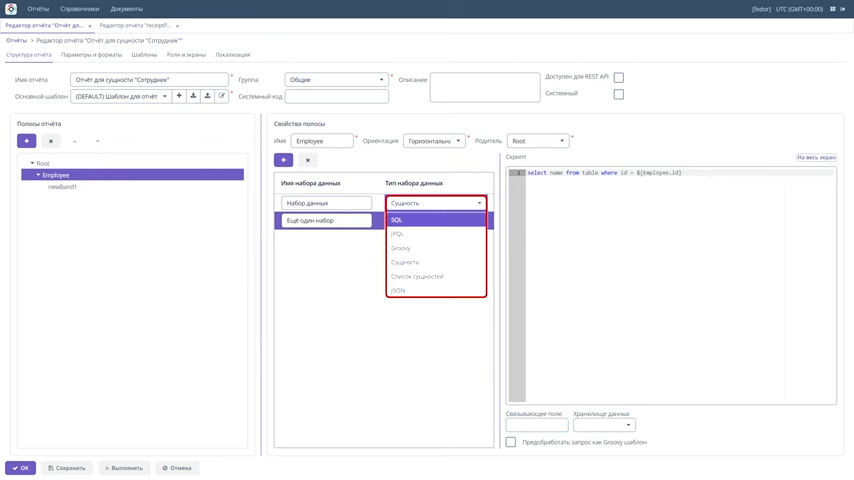 Отчёты Справочники Документы [fedor] UTC (GMT+00:00)
Редактор отчёта "Отчёт дл... × Редактор отчёта "receiptP... ×
Отчёты > Редактор отчёта "Отчёт для сущности "Сотрудник""
Структура отчёта Параметры и форматы Шаблоны Роли и экраны Локализация
Имя отчёта Отчёт для сущности "Сотрудник" * Группа Общие * Описание Доступен для REST API
Основной шаблон (DEFAULT) Шаблон для отчёт * Системный код Системный
Полосы отчёта
Root
Employee
newBand1
Свойства полосы
Имя Employee * Ориентация Горизонтальна * Родитель Root *
Имя набора данных Тип набора данных
Набор данных Сущность
Ещё один набор SQL
JPQL
Groovy
Сущность
Список сущностей
JSON
Скрипт На весь экран
1 select name from table where id = ${Employee.id}
Связывающее поле Хранилище данных
Предобработать запрос как Groovy шаблон
OK Сохранить Выполнить Отмена